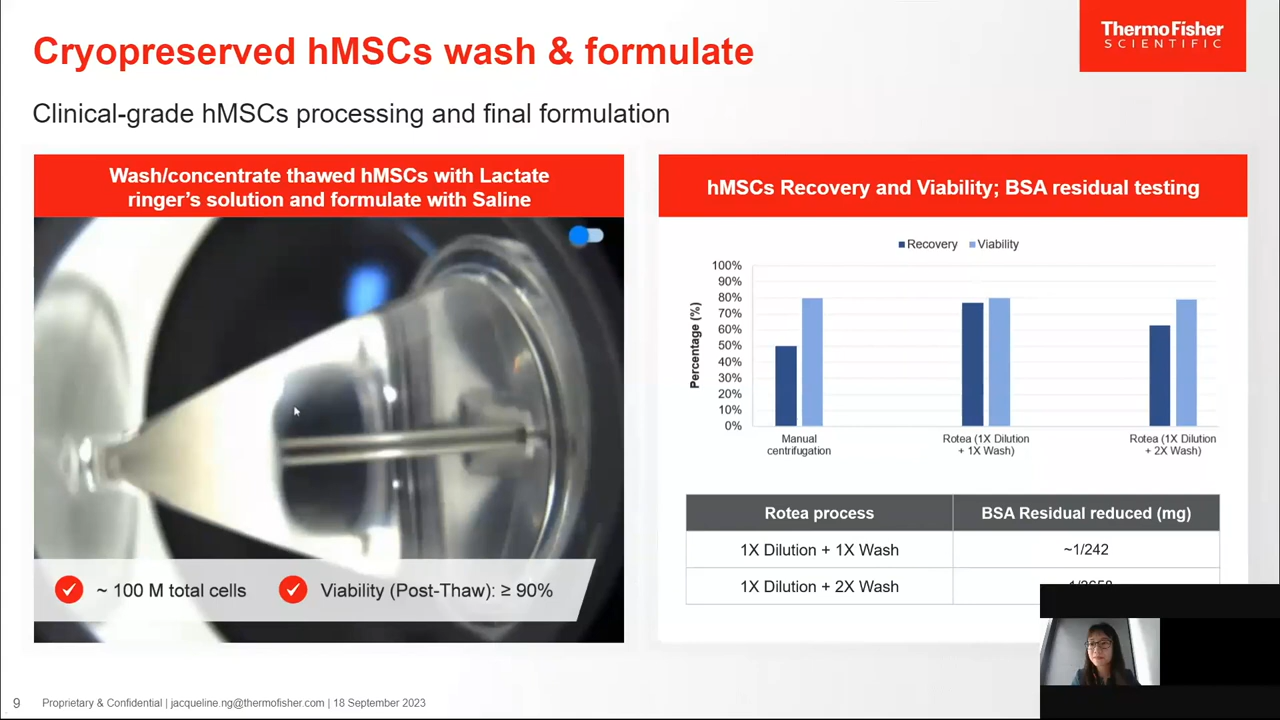 Cryopreserved hMSCs wash & formulate
ThermoFisher
SCIENTIFIC
Clinical-grade hMSCs processing and final formulation
Wash/concentrate thawed hMSCs with Lactate
ringer's solution and formulate with Saline
~ 100 M total cells
Viability (Post-Thaw): ≥ 90%
hMSCs Recovery and Viability; BSA residual testing
Recovery Viability
Percentage (%)
100%
90%
80%
70%
60%
50%
40%
30%
20%
10%
0%
Manual
centrifugation
Rotea (1X Dilution
+ 1X Wash)
Rotea (1X Dilution
+ 2X Wash)
Rotea process BSA Residual reduced (mg)
1X Dilution + 1X Wash ~1/242
1X Dilution + 2X Wash
9 Proprietary & Confidential | jacqueline.ng@thermofisher.com | 18 September 2023